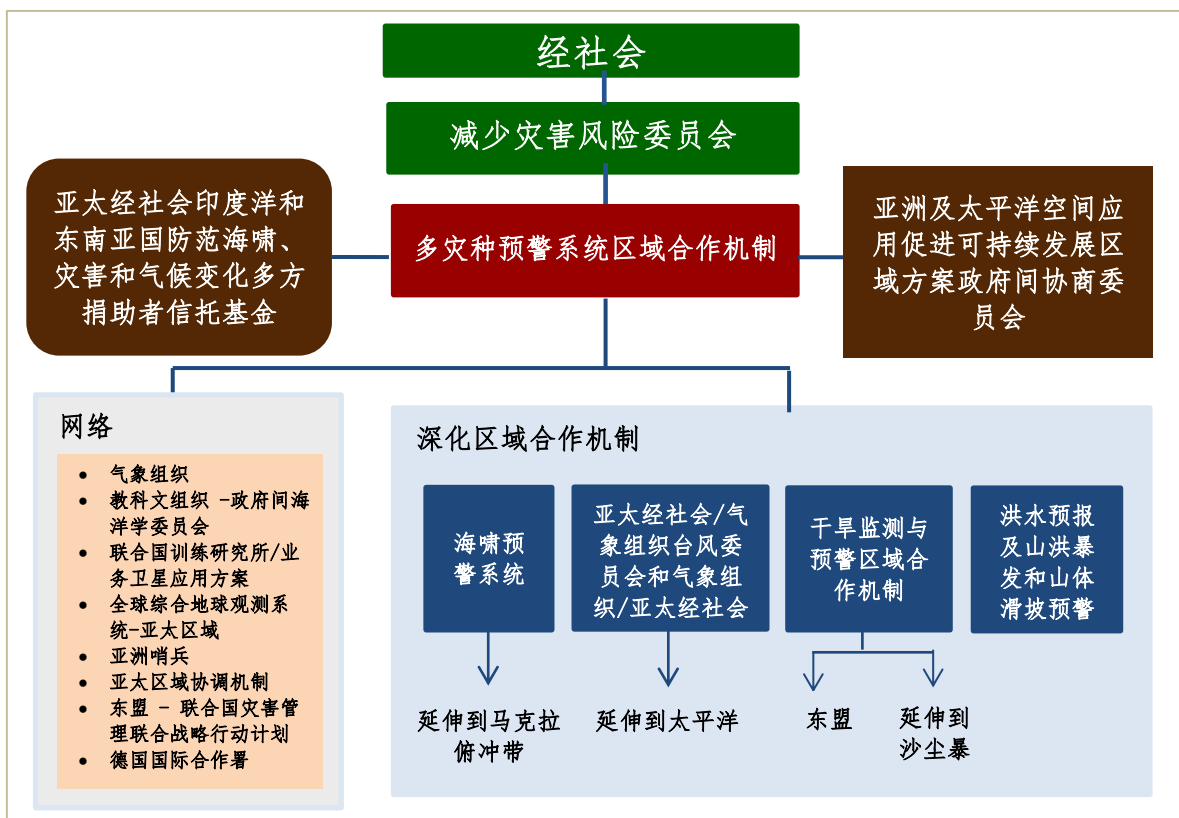 经社会
减少灾害风险委员会
亚太经社会印度洋和
东南亚国防范海啸、
灾害和气候变化多方
捐助者信托基金
多灾种预警系统区域合作机制
亚洲及太平洋空间应
用促进可持续发展区
域方案政府间协商委
员会
网络
• 气象组织
• 教科文组织 -政府间海
洋学委员会
• 联合国训练研究所/业
务卫星应用方案
• 全球综合地球观测系
统-亚太区域
• 亚洲哨兵
• 亚太区域协调机制
• 东盟 - 联合国灾害管
理联合战略行动计划
• 德国国际合作署
深化区域合作机制
海啸预
警系统
亚太经社会/气
象组织台风委
员会和气象组
织/亚太经社会
干旱监测与
预警区域合
作机制
洪水预报
及山洪暴
发和山体
滑坡预警
延伸到马克拉
俯冲带
延伸到太平洋
东盟
延伸到
沙尘暴